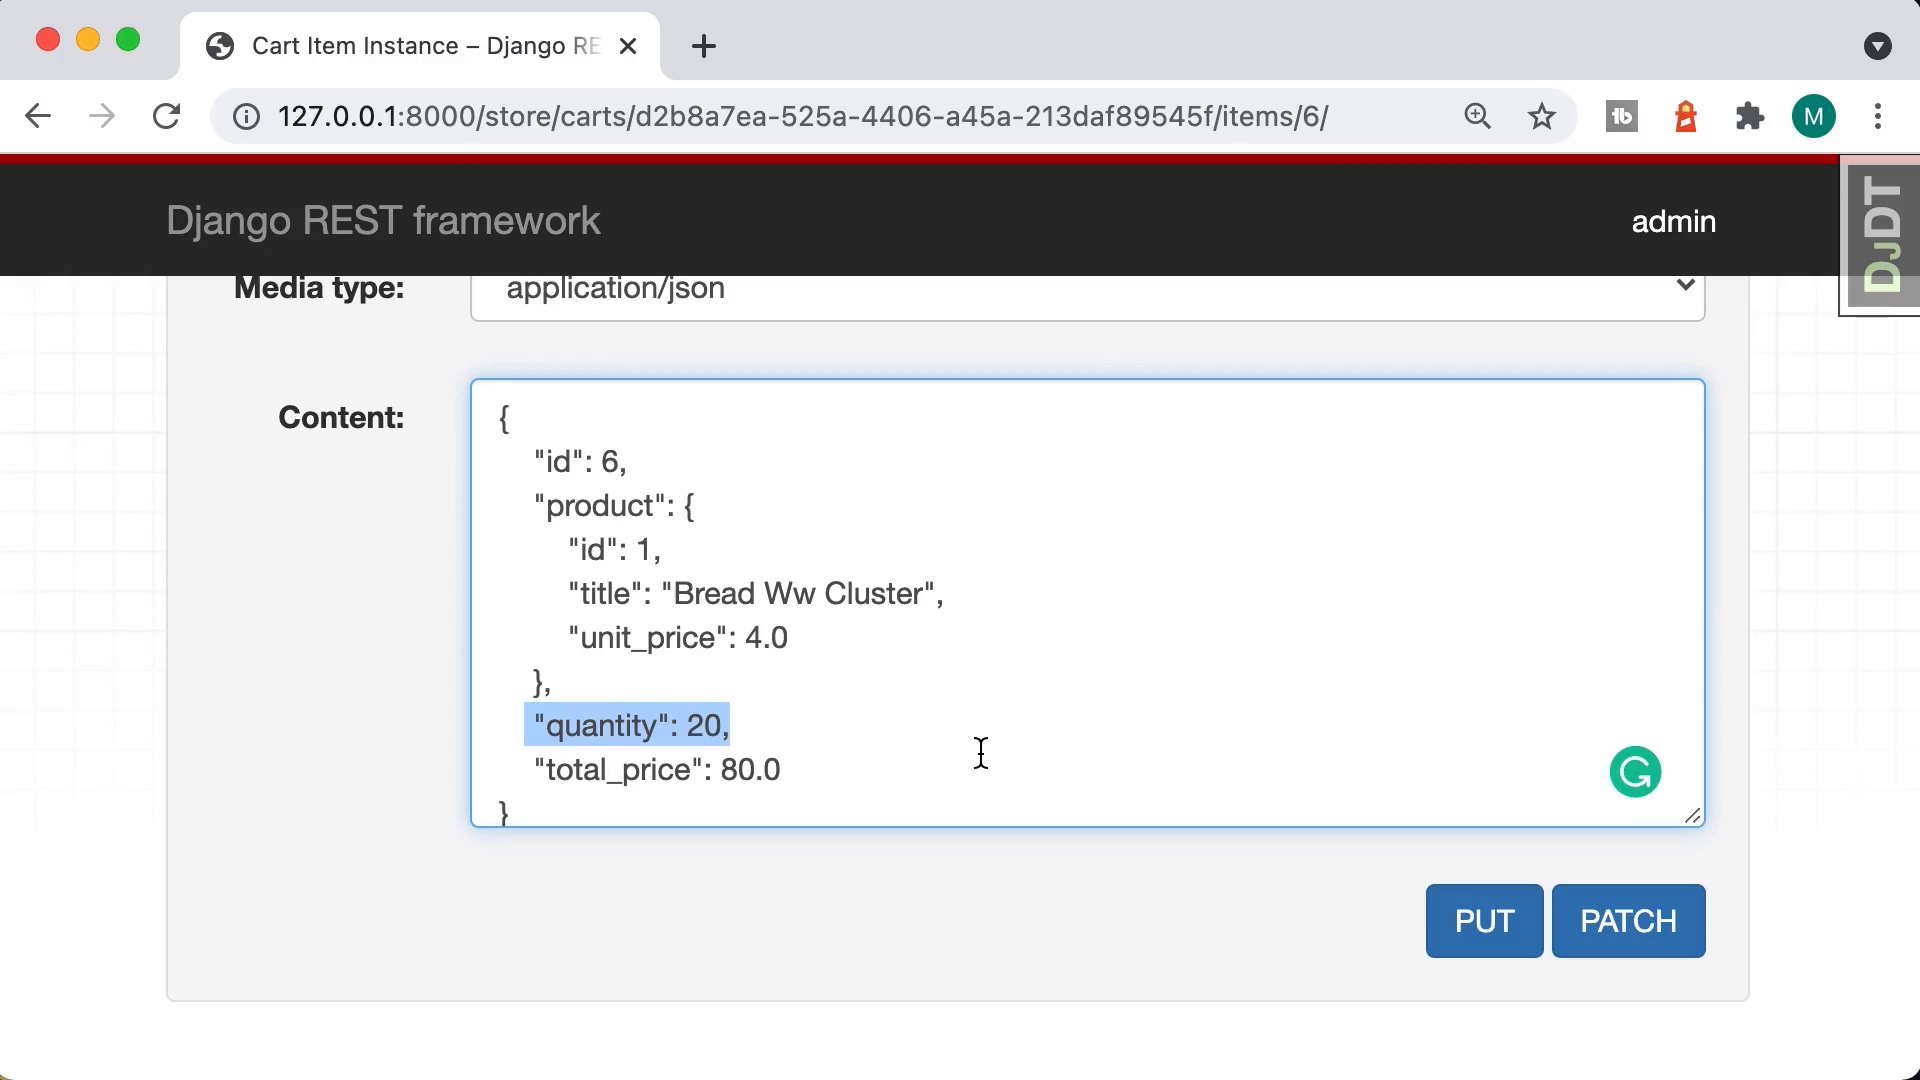 Cart Item Instance – Django RE
127.0.0.1:8000/store/carts/d2b8a7ea-525a-4406-a45a-213daf89545f/items/6/
tb
M
Django REST framework
admin
DJDT
Media type:
application/json
Content:
{
"id": 6,
"product": {
"id": 1,
"title": "Bread Ww Cluster",
"unit_price": 4.0
},
"quantity": 20,
"total_price": 80.0
}
PUT
PATCH